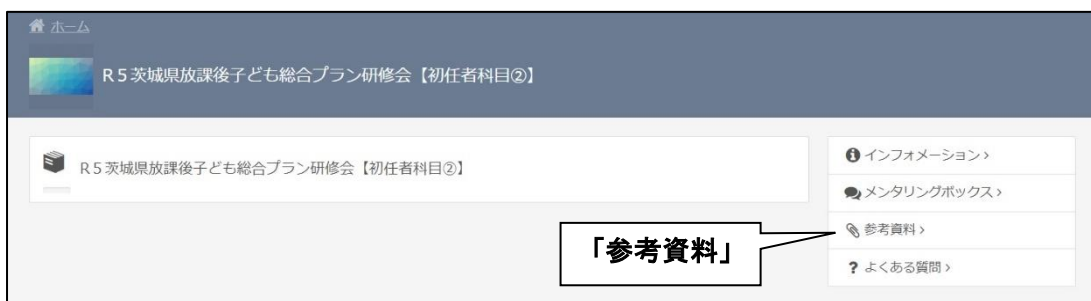 ホーム
R5茨城県放課後子ども総合プラン研修会【初任者科目②】
R5茨城県放課後子ども総合プラン研修会【初任者科目②】
インフォメーション›
メンタリングボックス›
参考資料›
よくある質問›
「参考資料」